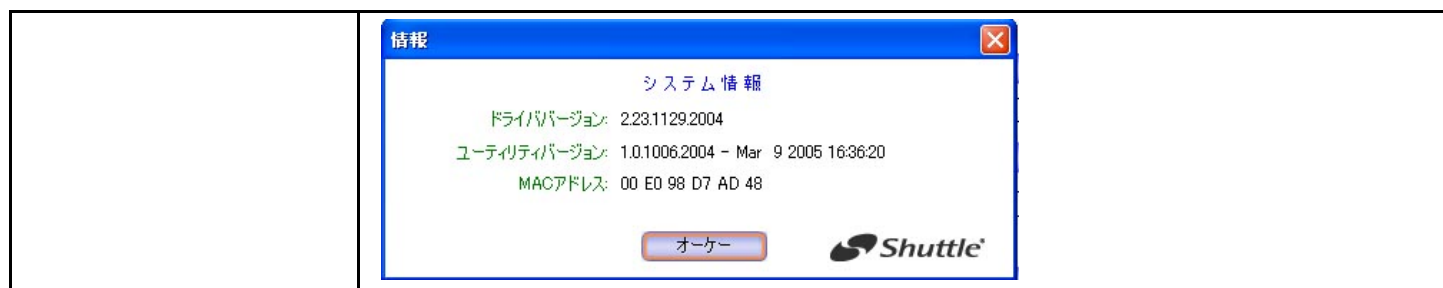 情報
システム情報
ドライババージョン: 2.23.1129.2004
ユーティリティバージョン: 1.0.1006.2004 - Mar 9 2005 16:36:20
MACアドレス: 00 E0 98 D7 AD 48
オーケー
Shuttle